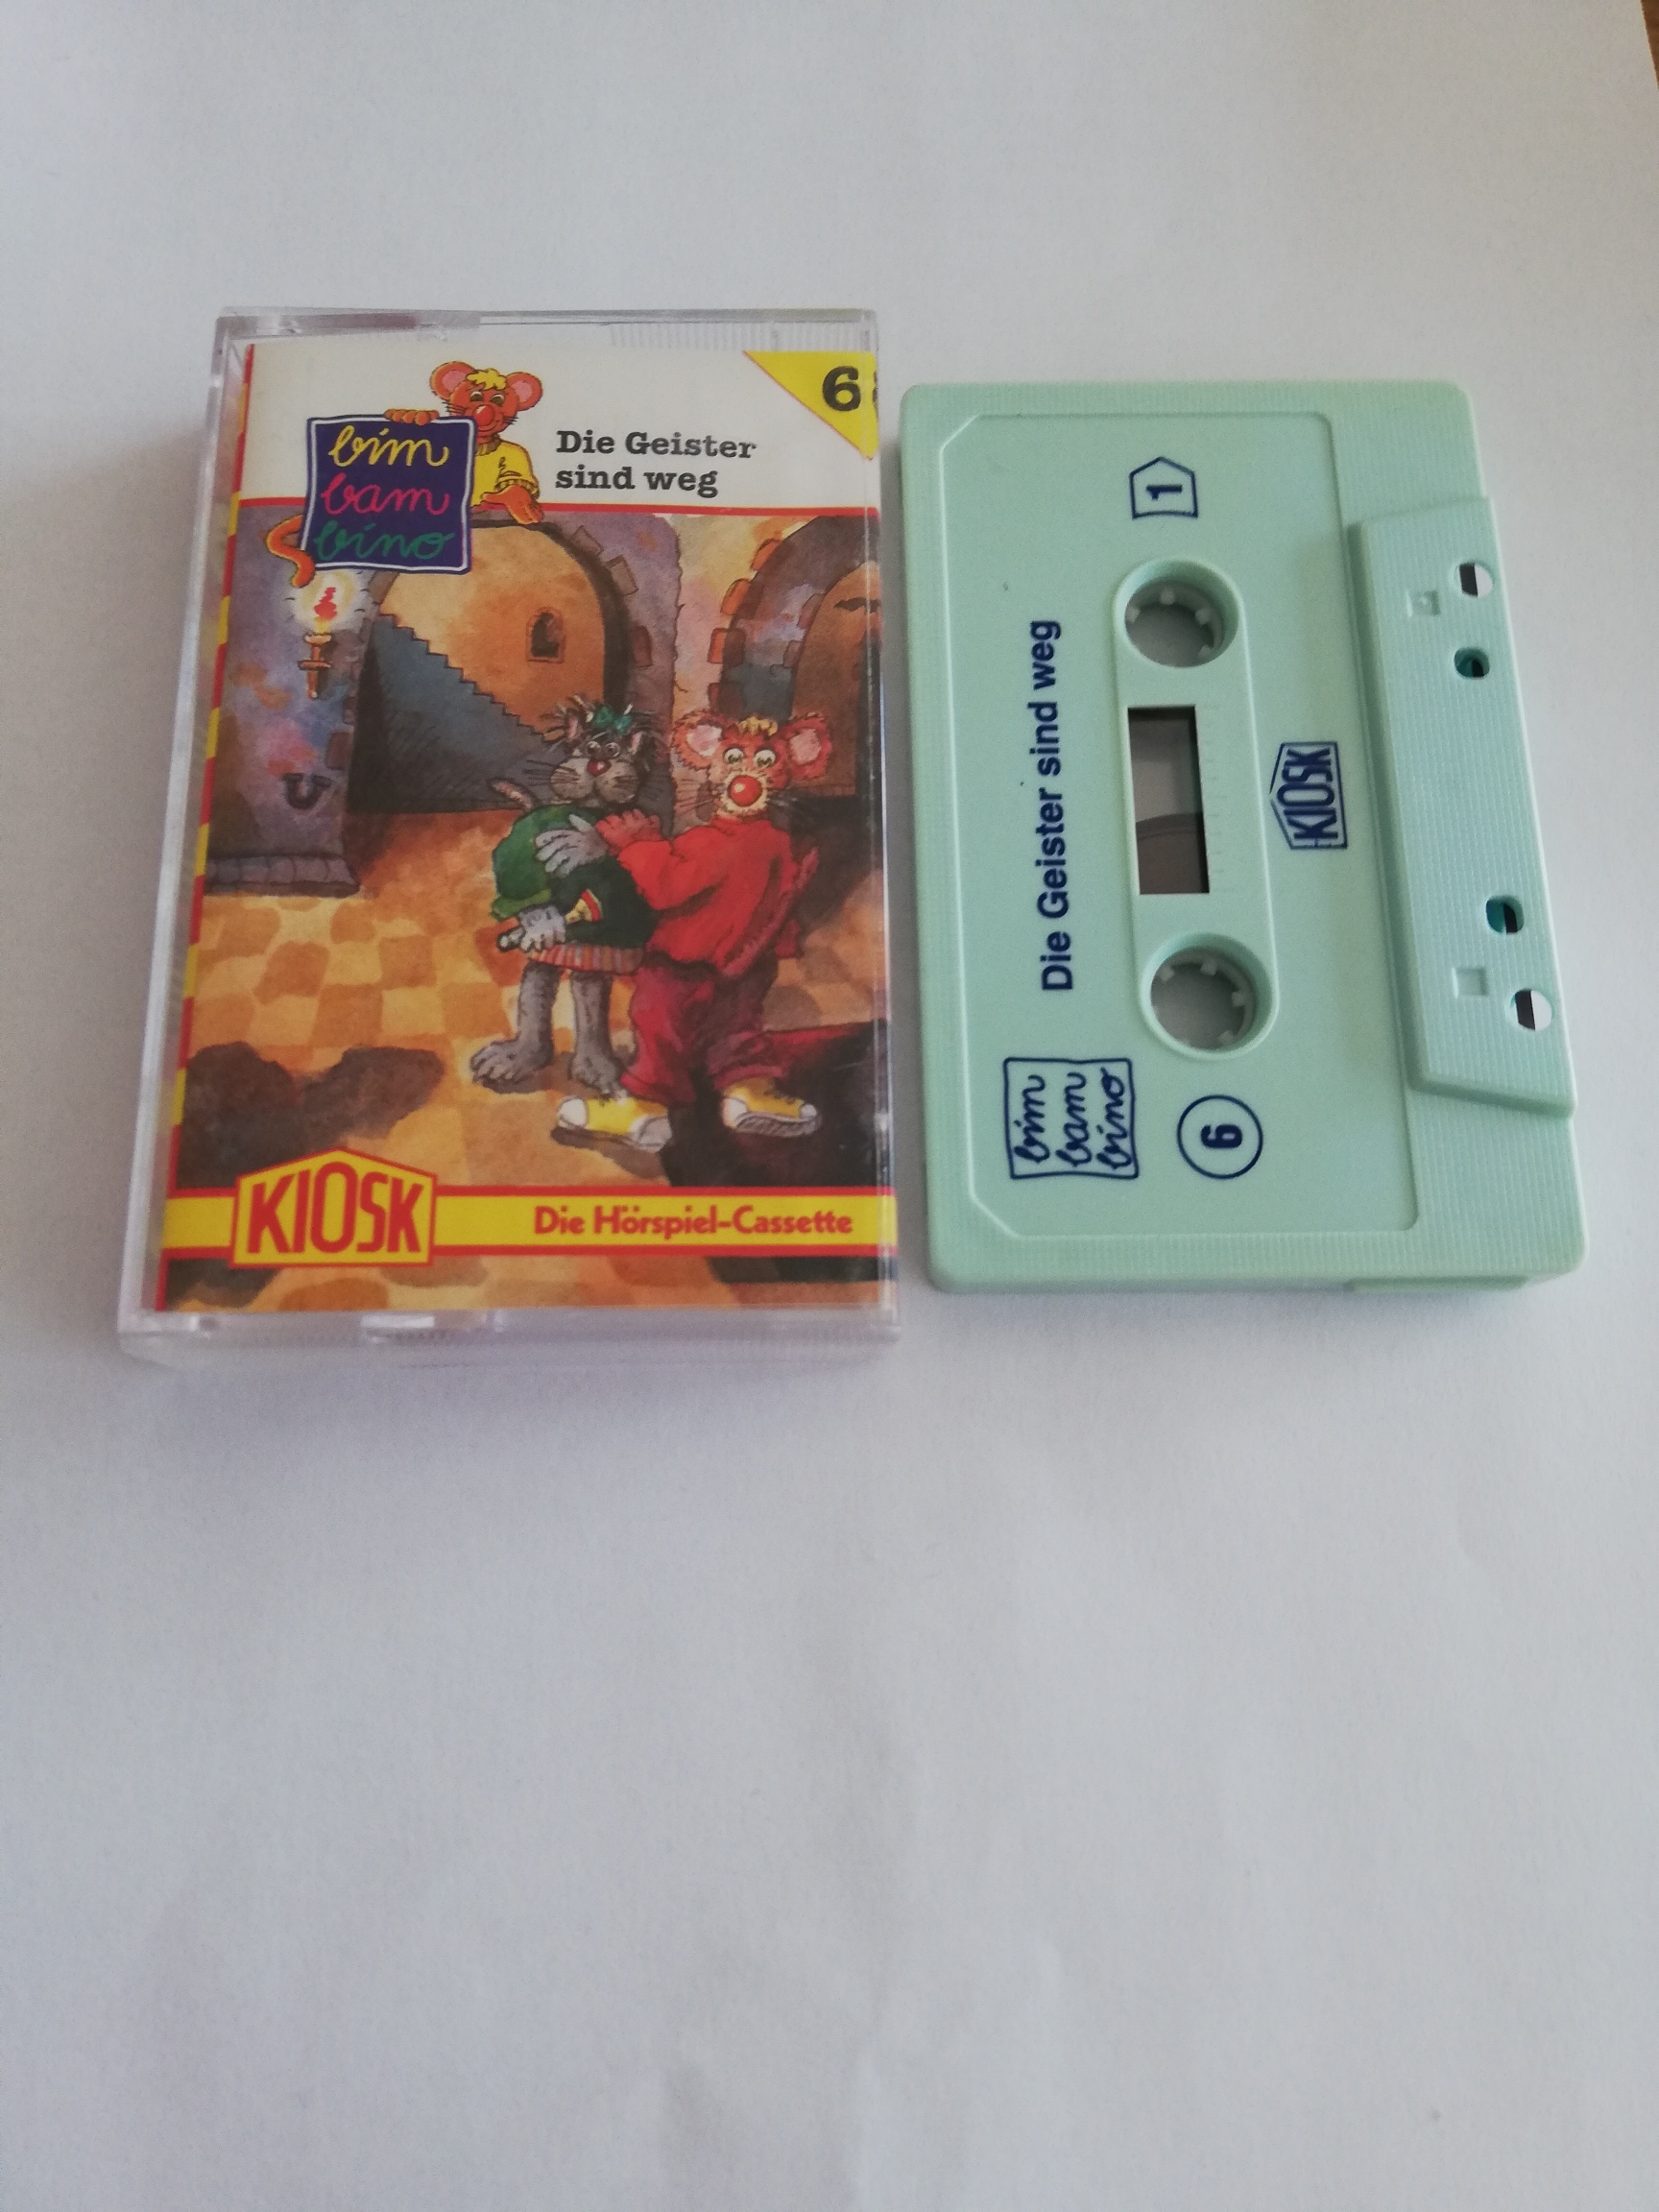 bim
bam
bino
Die Geister
sind weg
6
KIOSK
Die Hörspiel-Cassette
bim
bam
bino
6
Die Geister sind weg
1
KIOSK